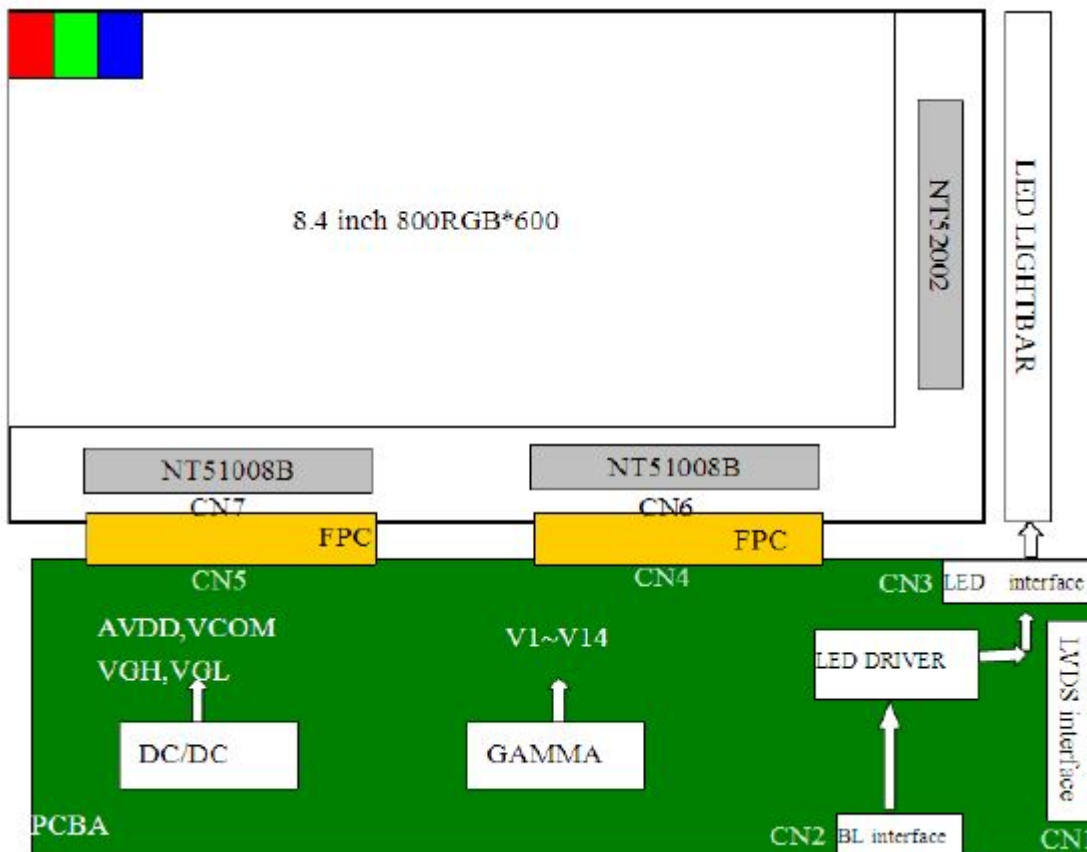 8.4 inch 800RGB*600
NT52002
LED LIGHTBAR
NT51008B
NT51008B
CN7
CN6
FPC
FPC
CN5
CN4
CN3
LED interface
AVDD,VCOM
VGH,VGL
V1~V14
LED DRIVER
LVDS interface
DC/DC
GAMMA
PCBA
CN2
BL interface